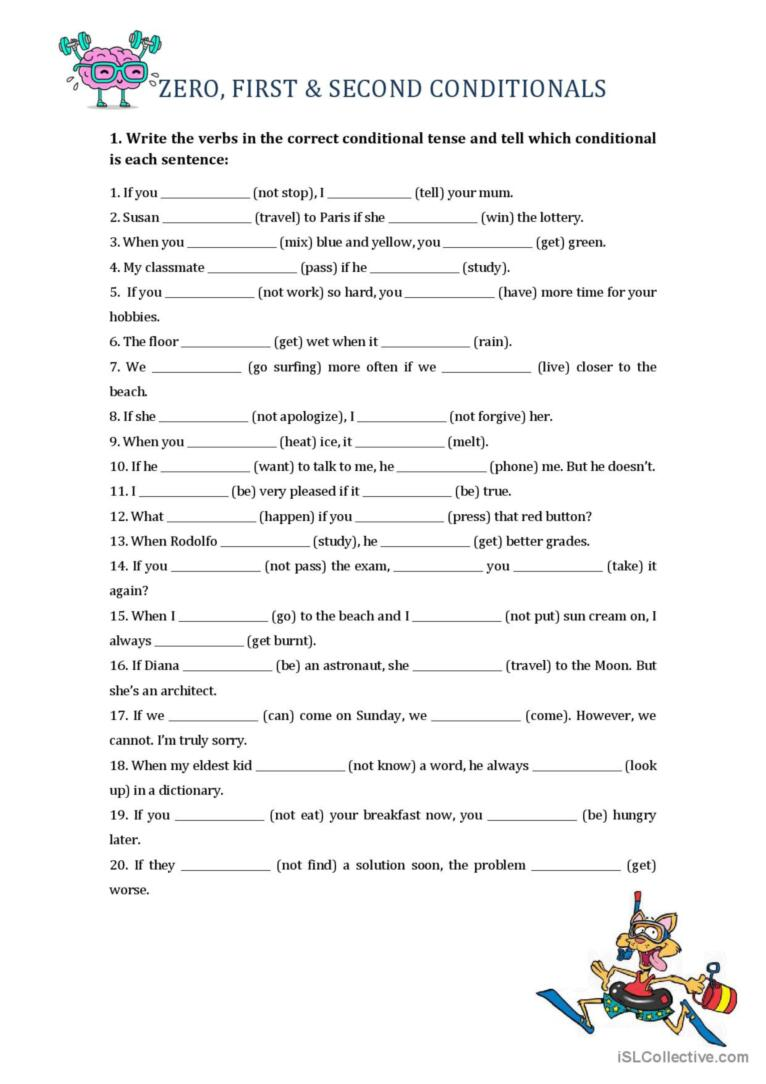 ZERO, FIRST & SECOND CONDITIONALS
1. Write the verbs in the correct conditional tense and tell which conditional
is each sentence:
1. If you ______________ (not stop), I _____________ (tell) your mum.
2. Susan ______________ (travel) to Paris if she ______________ (win) the lottery.
3. When you ______________ (mix) blue and yellow, you ______________ (get) green.
4. My classmate ______________ (pass) if he ______________ (study).
5. If you ______________ (not work) so hard, you ______________ (have) more time for your
hobbies.
6. The floor ______________ (get) wet when it ______________ (rain).
7. We ______________ (go surfing) more often if we ______________ (live) closer to the
beach.
8. If she ______________ (not apologize), I ______________ (not forgive) her.
9. When you ______________ (heat) ice, it ______________ (melt).
10. If he ______________ (want) to talk to me, he ______________ (phone) me. But he doesn’t.
11. I ______________ (be) very pleased if it ______________ (be) true.
12. What ______________ (happen) if you ______________ (press) that red button?
13. When Rodolfo ______________ (study), he ______________ (get) better grades.
14. If you ______________ (not pass) the exam, ______________ you ______________ (take) it
again?
15. When I ______________ (go) to the beach and I ______________ (not put) sun cream on, I
always ______________ (get burnt).
16. If Diana ______________ (be) an astronaut, she ______________ (travel) to the Moon. But
she’s an architect.
17. If we ______________ (can) come on Sunday, we ______________ (come). However, we
cannot. I’m truly sorry.
18. When my eldest kid ______________ (not know) a word, he always ______________ (look
up) in a dictionary.
19. If you ______________ (not eat) your breakfast now, you ______________ (be) hungry
later.
20. If they ______________ (not find) a solution soon, the problem ______________ (get)
worse.
iSLCollective.com